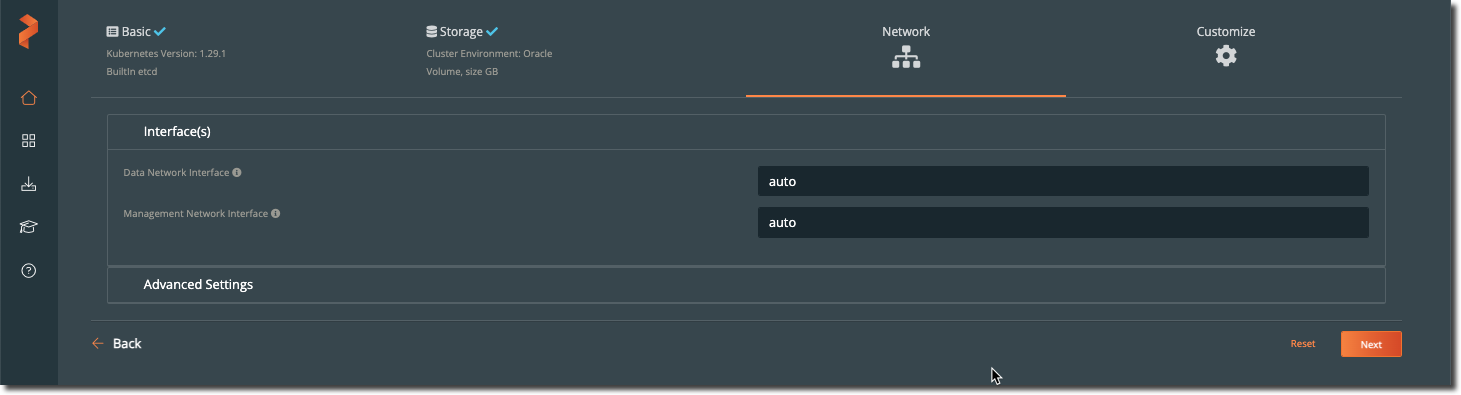 Basic
Storage
Network
Customize
Kubernetes Version: 1.29.1
Cluster Environment: Oracle
BuiltIn etcd
Volume, size GB
Interface(s)
Data Network Interface
auto
Management Network Interface
auto
Advanced Settings
Back
Reset
Next